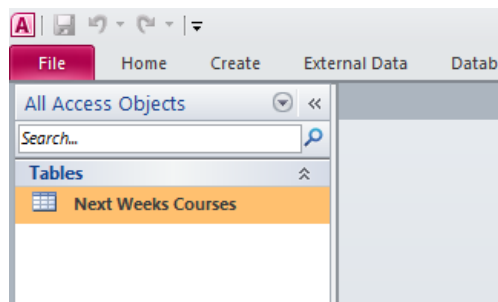 A
File Home Create External Data Datab
All Access Objects
Search...
Tables
Next Weeks Courses